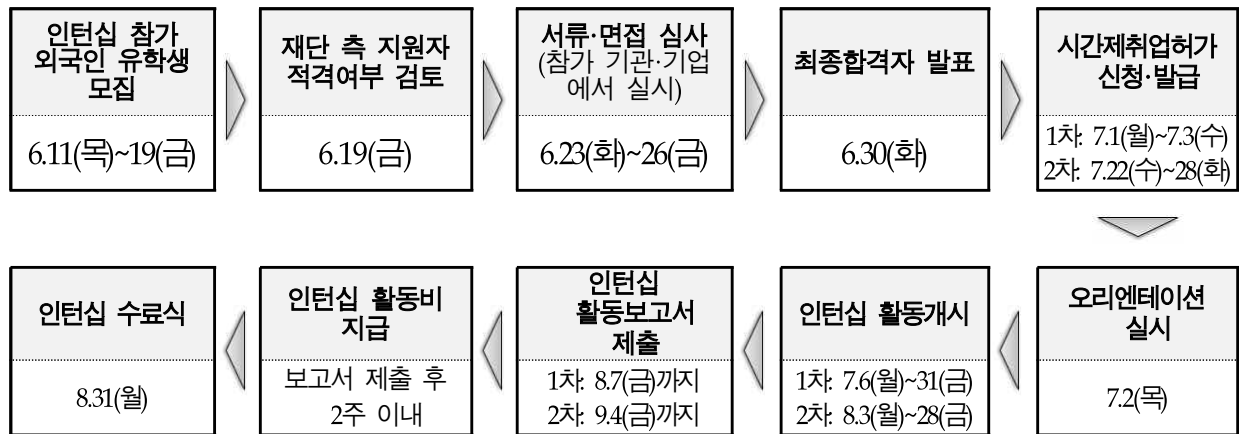 인턴십 참가
외국인 유학생
모집
6.11(목)~19(금)
재단 측 지원자
적격여부 검토
6.19(금)
서류·면접 심사
(참가 기관·기업
에서 실시)
6.23(화)~26(금)
최종합격자 발표
6.30(화)
시간제취업허가
신청·발급
1차: 7.1(월)~7.3(수)
2차: 7.22(수)~28(화)
오리엔테이션
실시
7.2(목)
인턴십 활동개시
1차: 7.6(월)~31(금)
2차: 8.3(월)~28(금)
인턴십
활동보고서
제출
1차: 8.7(금)까지
2차: 9.4(금)까지
인턴십 활동비
지급
보고서 제출 후
2주 이내
인턴십 수료식
8.31(월)